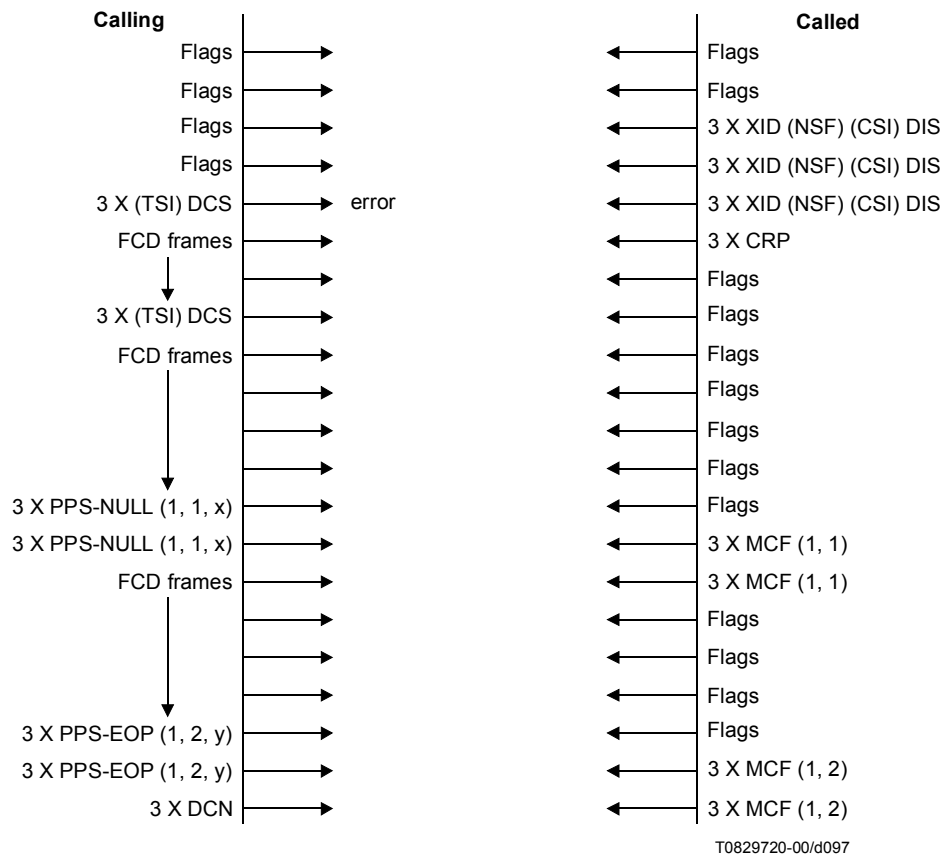 Calling Called
Flags Flags
Flags Flags
Flags 3 X XID (NSF) (CSI) DIS
Flags 3 X XID (NSF) (CSI) DIS
3 X (TSI) DCS error 3 X XID (NSF) (CSI) DIS
FCD frames 3 X CRP
Flags
3 X (TSI) DCS Flags
FCD frames Flags
Flags
Flags
Flags
3 X PPS-NULL (1, 1, x) Flags
3 X PPS-NULL (1, 1, x) 3 X MCF (1, 1)
FCD frames 3 X MCF (1, 1)
Flags
Flags
Flags
3 X PPS-EOP (1, 2, y) Flags
3 X PPS-EOP (1, 2, y) 3 X MCF (1, 2)
3 X DCN 3 X MCF (1, 2)
T0829720-00/d097